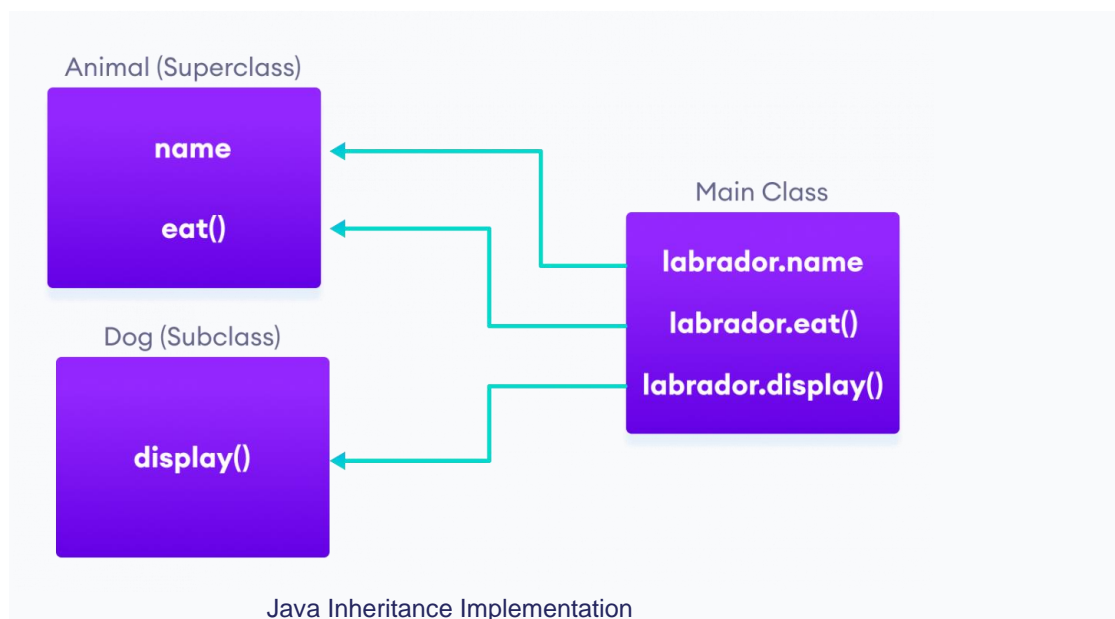 Animal (Superclass)
name
eat()
Dog (Subclass)
display()
Main Class
labrador.name
labrador.eat()
labrador.display()
Java Inheritance Implementation